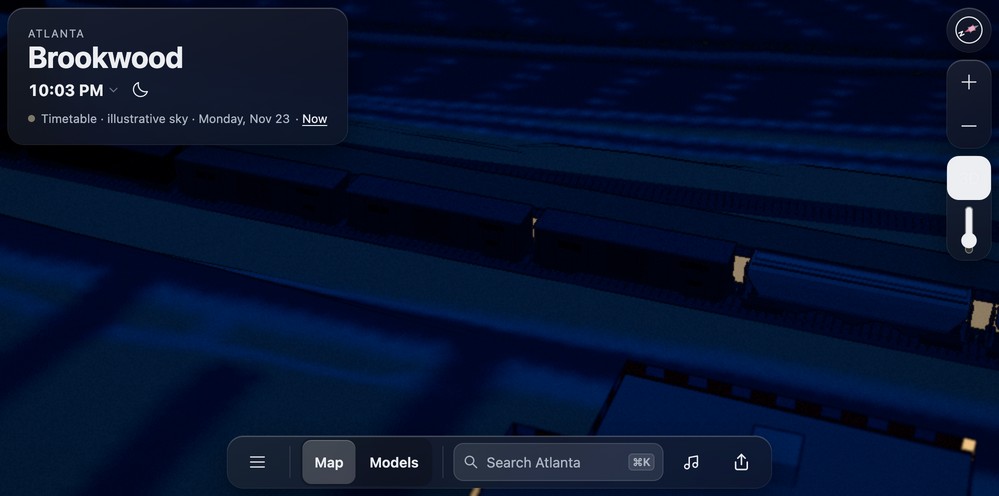 ATLANTA
Brookwood
10:03 PM
Timetable · illustrative sky · Monday, Nov 23 · Now
Z
+
−
Map Models Search Atlanta ⌘K